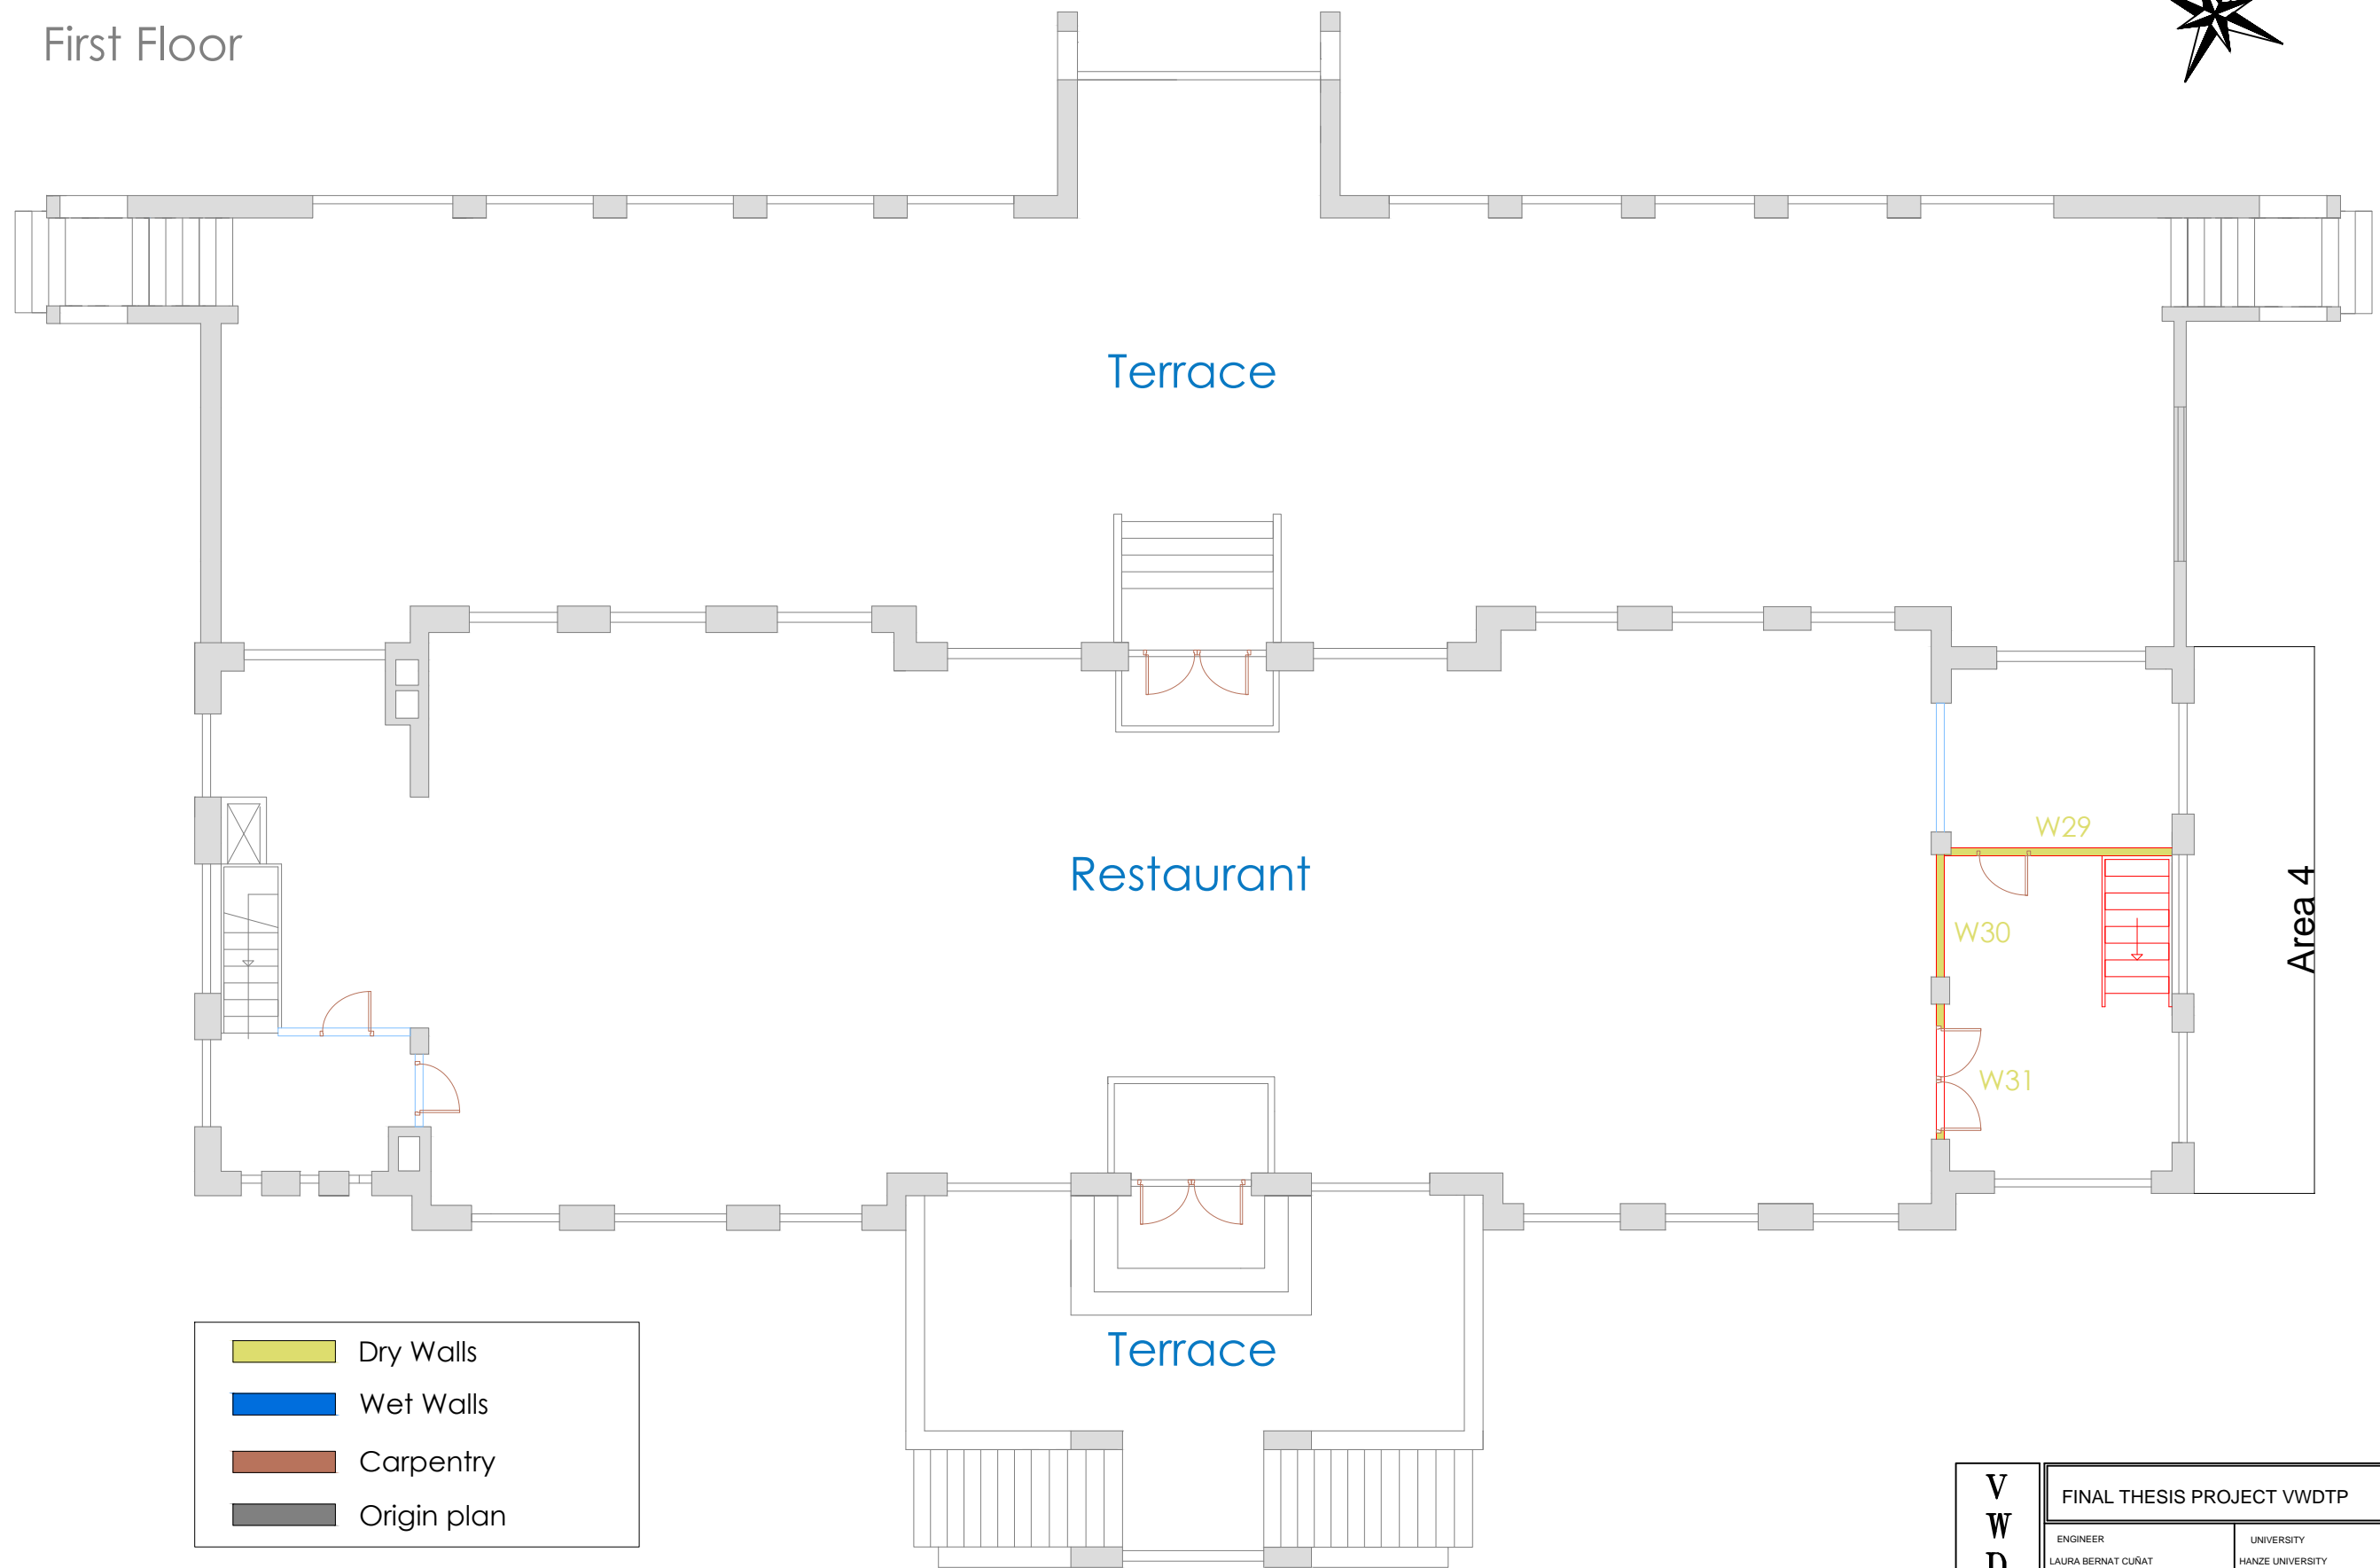 First Floor
Terrace
Restaurant
W29
W30
W31
Area 4
Terrace
Dry Walls
Wet Walls
Carpentry
Origin plan
V
W
D
FINAL THESIS PROJECT VWDTP
ENGINEER
UNIVERSITY
LAURA BERNAT CUÑAT
HANZE UNIVERSITY